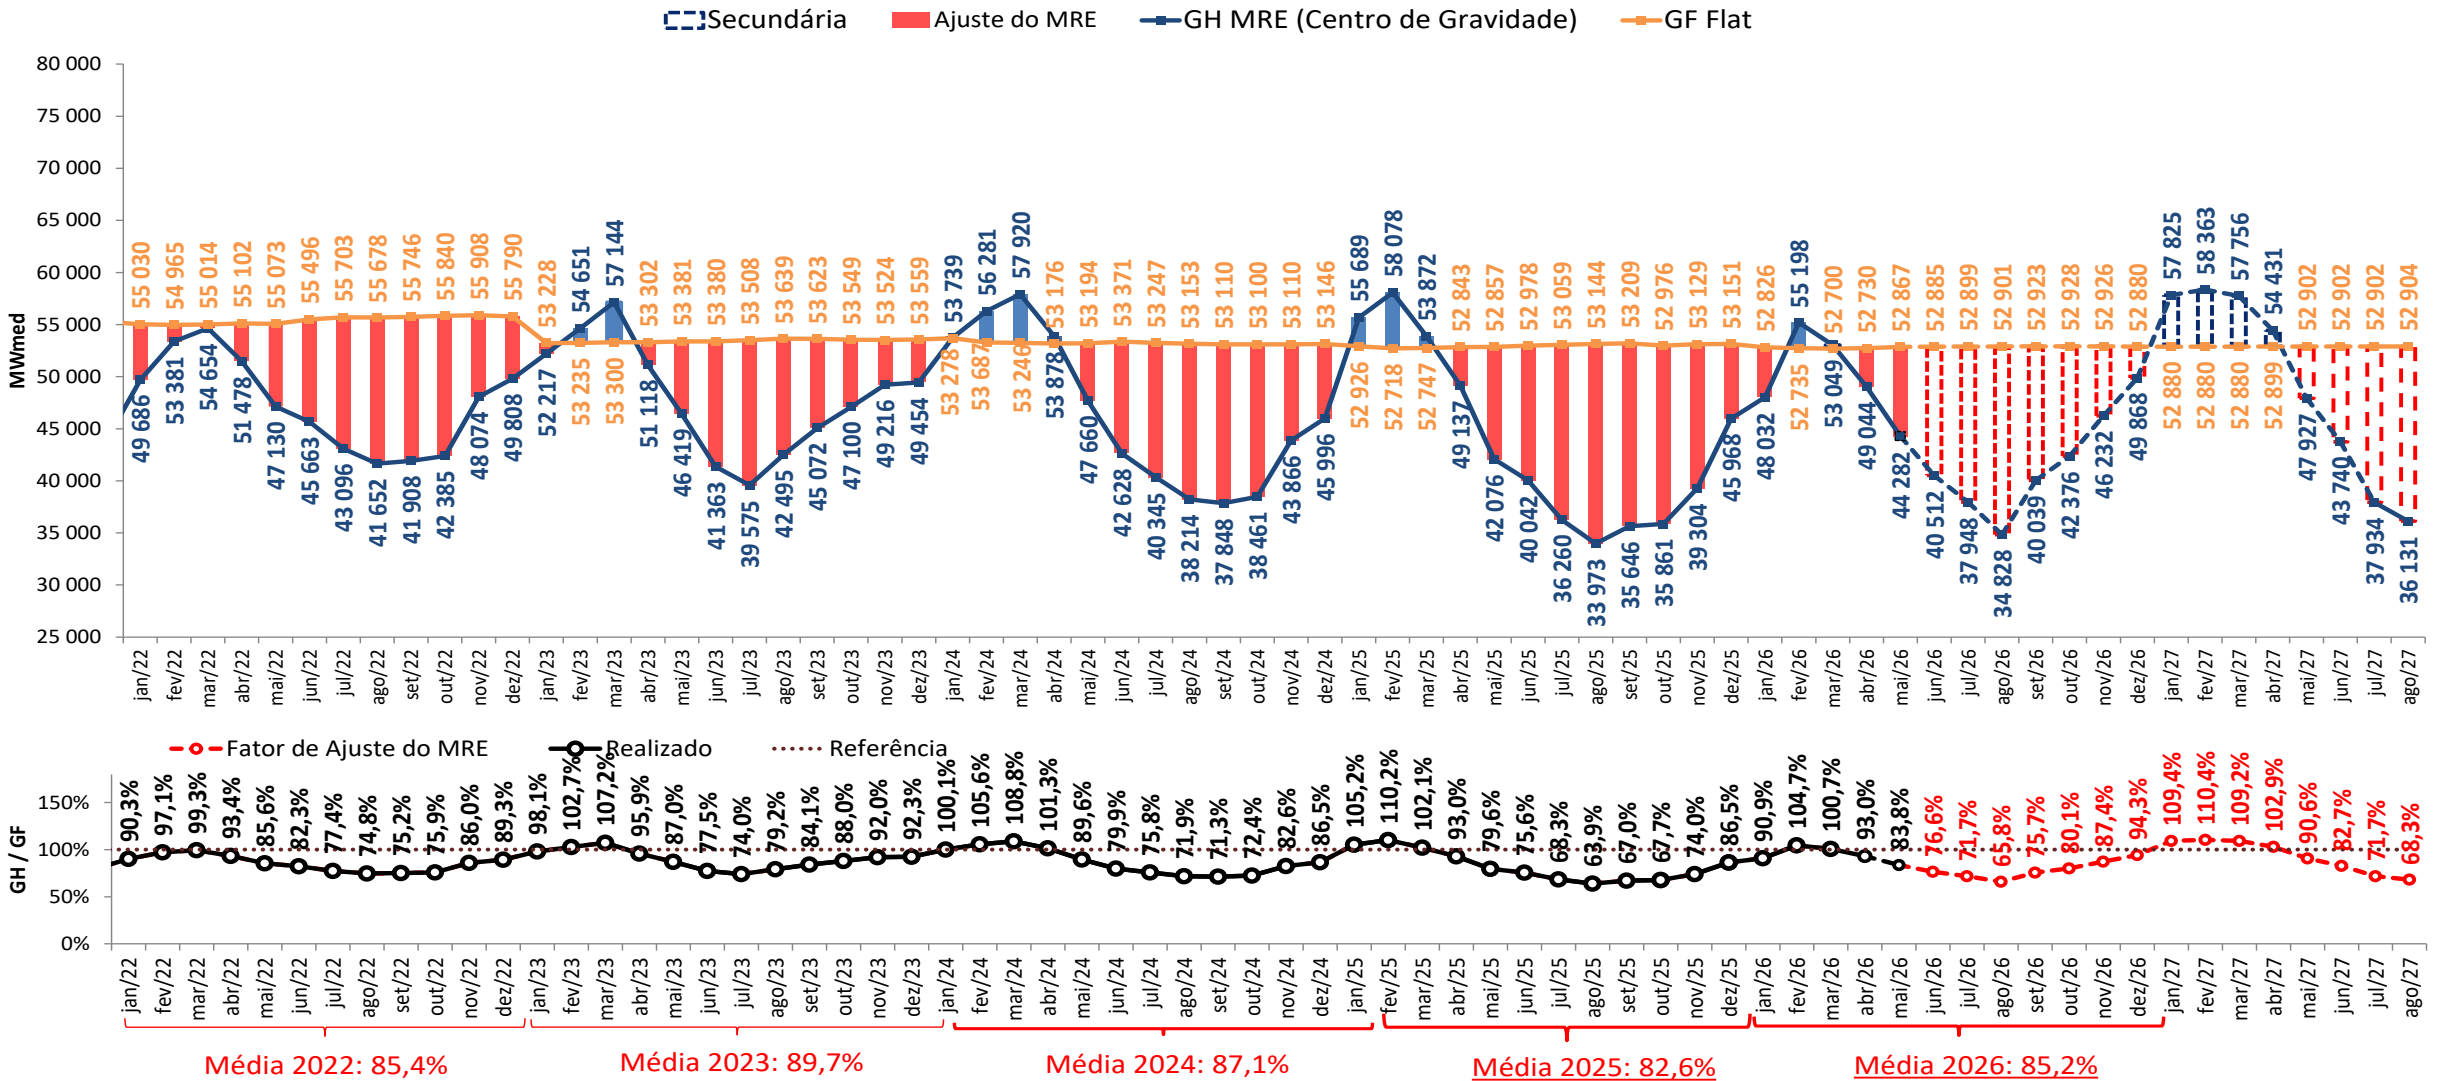 Secundária Ajuste do MRE GH MRE (Centro de Gravidade) GF Flat
MWmed
80 000
75 000
70 000
65 000
60 000
55 000
50 000
45 000
40 000
35 000
30 000
25 000
55 030 54 965 55 014 55 102 55 073 55 496 55 703 55 678 55 746 55 840 55 908 55 790 53 228 53 235 53 300 53 302 53 381 53 380 53 508 53 639 53 623 53 549 53 524 53 559 53 278 53 687 53 246 53 176 53 194 53 371 53 247 53 153 53 110 53 100 53 110 53 146 52 926 52 718 52 747 52 843 52 857 52 978 53 059 53 144 53 209 52 976 53 129 53 151 52 826 52 735 52 700 52 730 52 867 52 885 52 899 52 901 52 923 52 928 52 926 52 880 52 880 52 880 52 880 52 899 52 902 52 902 52 902 52 904
49 686 53 381 54 654 51 478 47 130 45 663 43 096 41 652 41 908 42 385 48 074 49 808 52 217 54 651 57 144 51 118 46 419 41 363 39 575 42 495 45 072 47 100 49 216 49 454 53 739 56 281 57 920 53 878 47 660 42 628 40 345 38 214 37 848 38 461 43 866 45 996 55 689 58 078 53 872 49 137 42 076 40 042 36 260 33 973 35 646 35 861 39 304 45 968 48 032 55 198 53 049 49 044 44 282 40 512 37 948 34 828 40 039 42 376 46 232 49 868 57 825 58 363 57 756 54 431 47 927 43 740 37 934 36 131
jan/22 fev/22 mar/22 abr/22 mai/22 jun/22 jul/22 ago/22 set/22 out/22 nov/22 dez/22 jan/23 fev/23 mar/23 abr/23 mai/23 jun/23 jul/23 ago/23 set/23 out/23 nov/23 dez/23 jan/24 fev/24 mar/24 abr/24 mai/24 jun/24 jul/24 ago/24 set/24 out/24 nov/24 dez/24 jan/25 fev/25 mar/25 abr/25 mai/25 jun/25 jul/25 ago/25 set/25 out/25 nov/25 dez/25 jan/26 fev/26 mar/26 abr/26 mai/26 jun/26 jul/26 ago/26 set/26 out/26 nov/26 dez/26 jan/27 fev/27 mar/27 abr/27 mai/27 jun/27 jul/27 ago/27
Fator de Ajuste do MRE Realizado Referência
GH / GF
150%
100%
50%
0%
90,3% 97,1% 99,3% 93,4% 85,6% 82,3% 77,4% 74,8% 75,2% 75,9% 86,0% 89,3% 98,1% 102,7% 107,2% 95,9% 87,0% 77,5% 74,0% 79,2% 84,1% 88,0% 92,0% 92,3% 100,1% 105,6% 108,8% 101,3% 89,6% 79,9% 75,8% 71,9% 71,3% 72,4% 82,6% 86,5% 105,2% 110,2% 102,1% 93,0% 79,6% 75,6% 68,3% 63,9% 67,0% 67,7% 74,0% 86,5% 90,9% 104,7% 100,7% 93,0% 83,8% 76,6% 71,7% 65,8% 75,7% 80,1% 87,4% 94,3% 109,4% 110,4% 109,2% 102,9% 90,6% 82,7% 71,7% 68,3%
jan/22 fev/22 mar/22 abr/22 mai/22 jun/22 jul/22 ago/22 set/22 out/22 nov/22 dez/22 jan/23 fev/23 mar/23 abr/23 mai/23 jun/23 jul/23 ago/23 set/23 out/23 nov/23 dez/23 jan/24 fev/24 mar/24 abr/24 mai/24 jun/24 jul/24 ago/24 set/24 out/24 nov/24 dez/24 jan/25 fev/25 mar/25 abr/25 mai/25 jun/25 jul/25 ago/25 set/25 out/25 nov/25 dez/25 jan/26 fev/26 mar/26 abr/26 mai/26 jun/26 jul/26 ago/26 set/26 out/26 nov/26 dez/26 jan/27 fev/27 mar/27 abr/27 mai/27 jun/27 jul/27 ago/27
Média 2022: 85,4% Média 2023: 89,7% Média 2024: 87,1% Média 2025: 82,6% Média 2026: 85,2%